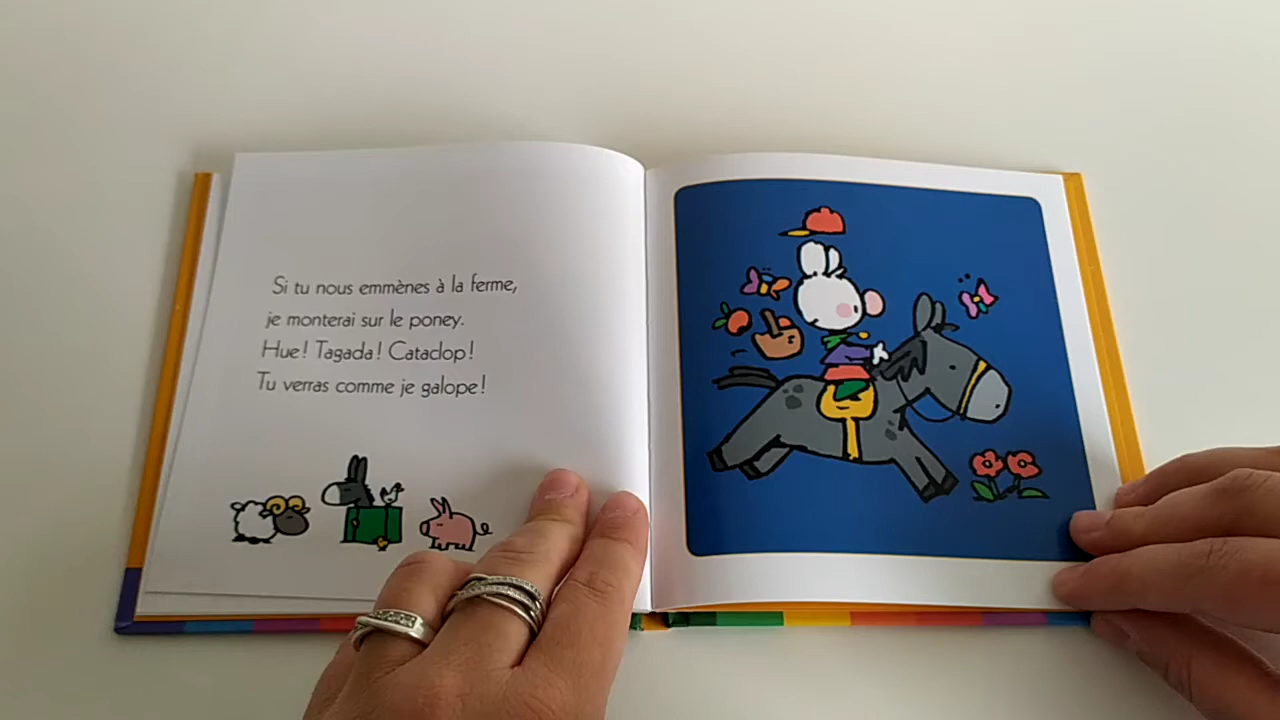 Si tu nous emmènes à la ferme,
je monterai sur le poney.
Hue! Tagada! Cataclop!
Tu verras comme je galope!